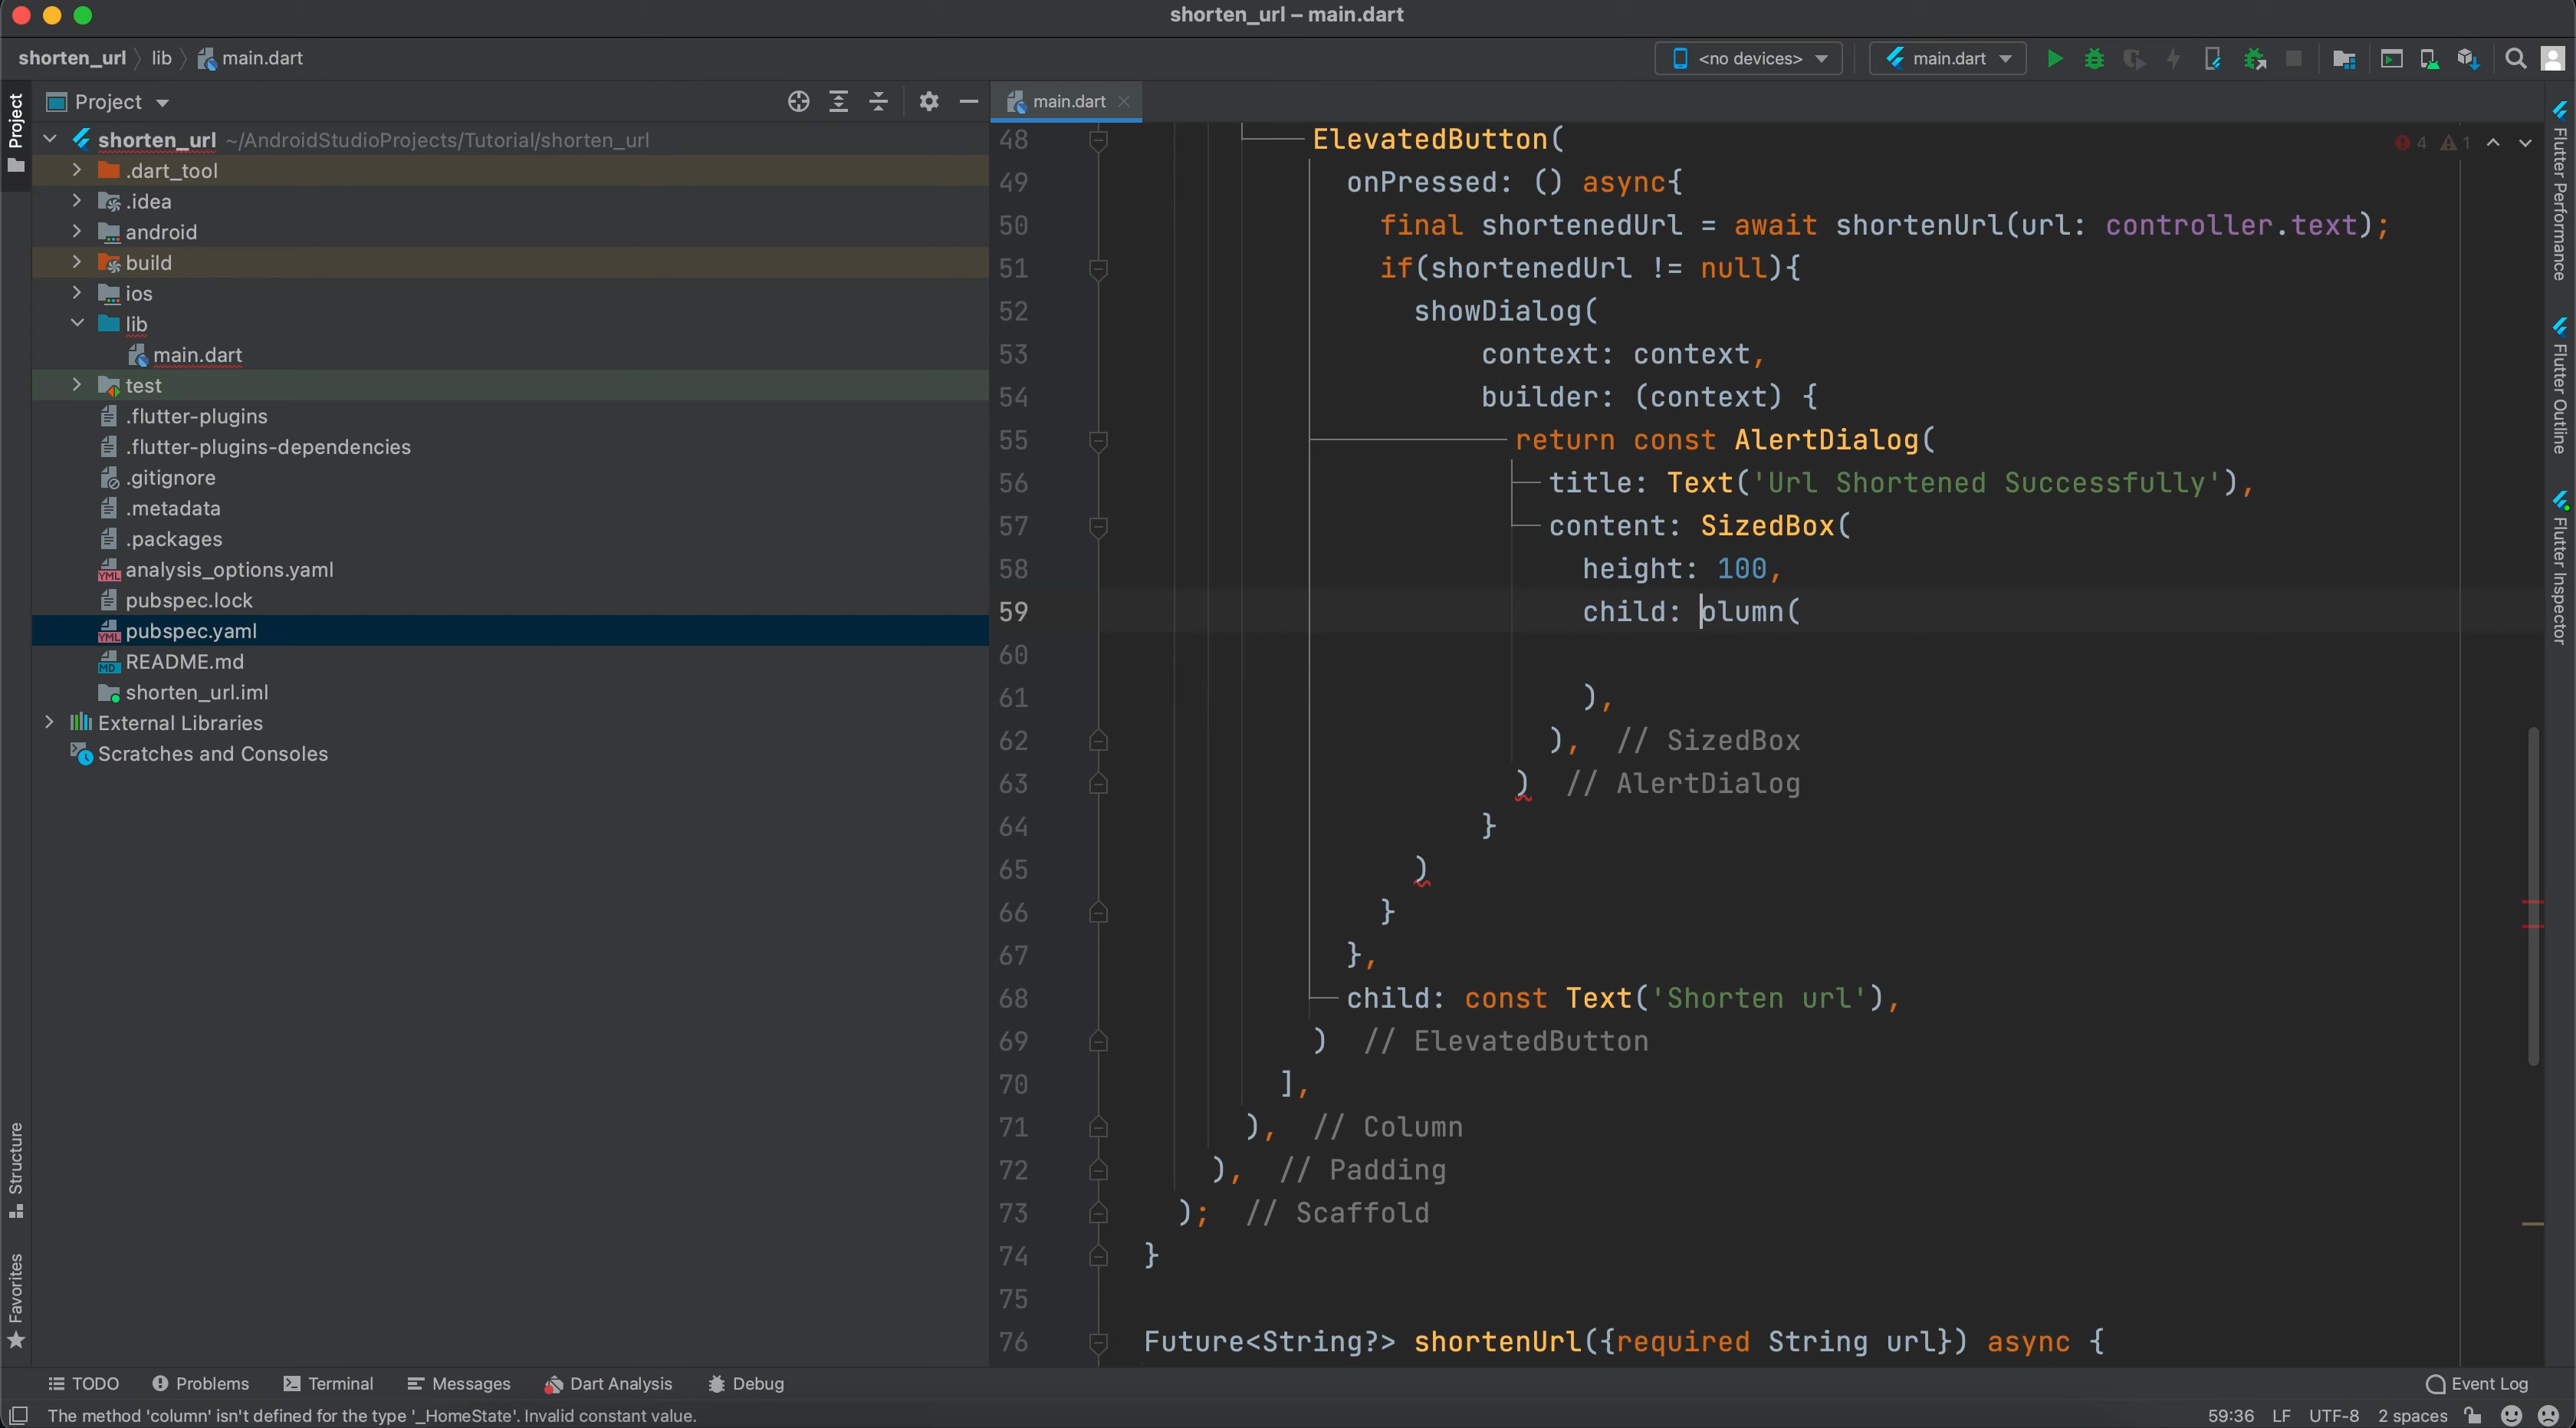 shorten_url – main.dart
shorten_url lib main.dart <no devices> main.dart
Project main.dart
shorten_url ~/AndroidStudioProjects/Tutorial/shorten_url
.dart_tool
.idea
android
build
ios
lib
main.dart
test
.flutter-plugins
.flutter-plugins-dependencies
.gitignore
.metadata
.packages
analysis_options.yaml
pubspec.lock
pubspec.yaml
README.md
shorten_url.iml
External Libraries
Scratches and Consoles
Project
Structure
Favorites
4 1
48 ElevatedButton(
49 onPressed: () async{
50 final shortenedUrl = await shortenUrl(url: controller.text);
51 if(shortenedUrl != null){
52 showDialog(
53 context: context,
54 builder: (context) {
55 return const AlertDialog(
56 title: Text('Url Shortened Successfully'),
57 content: SizedBox(
58 height: 100,
59 child: olumn(
60
61 ),
62 ), // SizedBox
63 ) // AlertDialog
64 }
65 )
66 }
67 },
68 child: const Text('Shorten url'),
69 ) // ElevatedButton
70 ],
71 ), // Column
72 ), // Padding
73 ); // Scaffold
74 }
75
76 Future<String?> shortenUrl({required String url}) async {
Flutter Performance
Flutter Outline
Flutter Inspector
TODO Problems Terminal Messages Dart Analysis Debug Event Log
The method 'column' isn't defined for the type '_HomeState'. Invalid constant value. 59:36 LF UTF-8 2 spaces